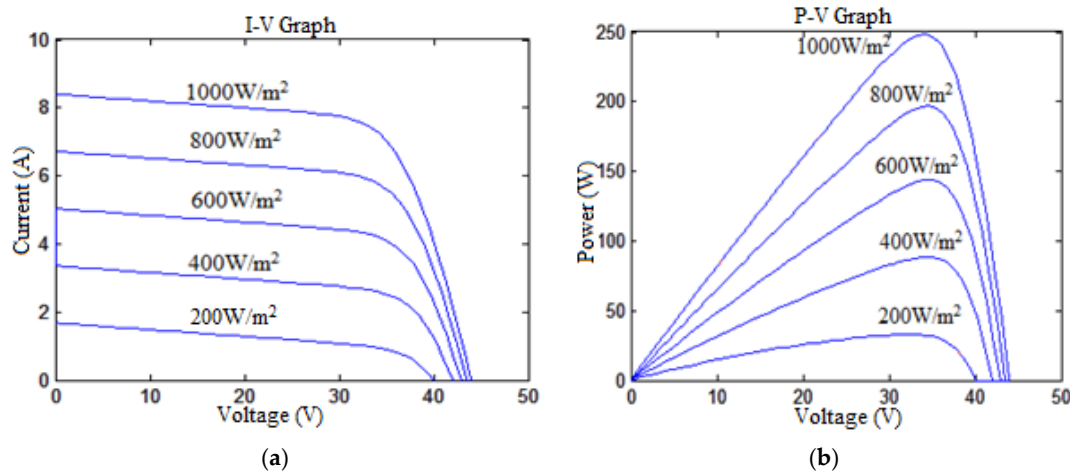 I-V Graph
10
8
6
4
2
0
Current (A)
1000W/m²
800W/m²
600W/m²
400W/m²
200W/m²
0 10 20 30 40 50
Voltage (V)
(a)
P-V Graph
250
200
150
100
50
0
Power (W)
1000W/m²
800W/m²
600W/m²
400W/m²
200W/m²
0 10 20 30 40 50
Voltage (V)
(b)